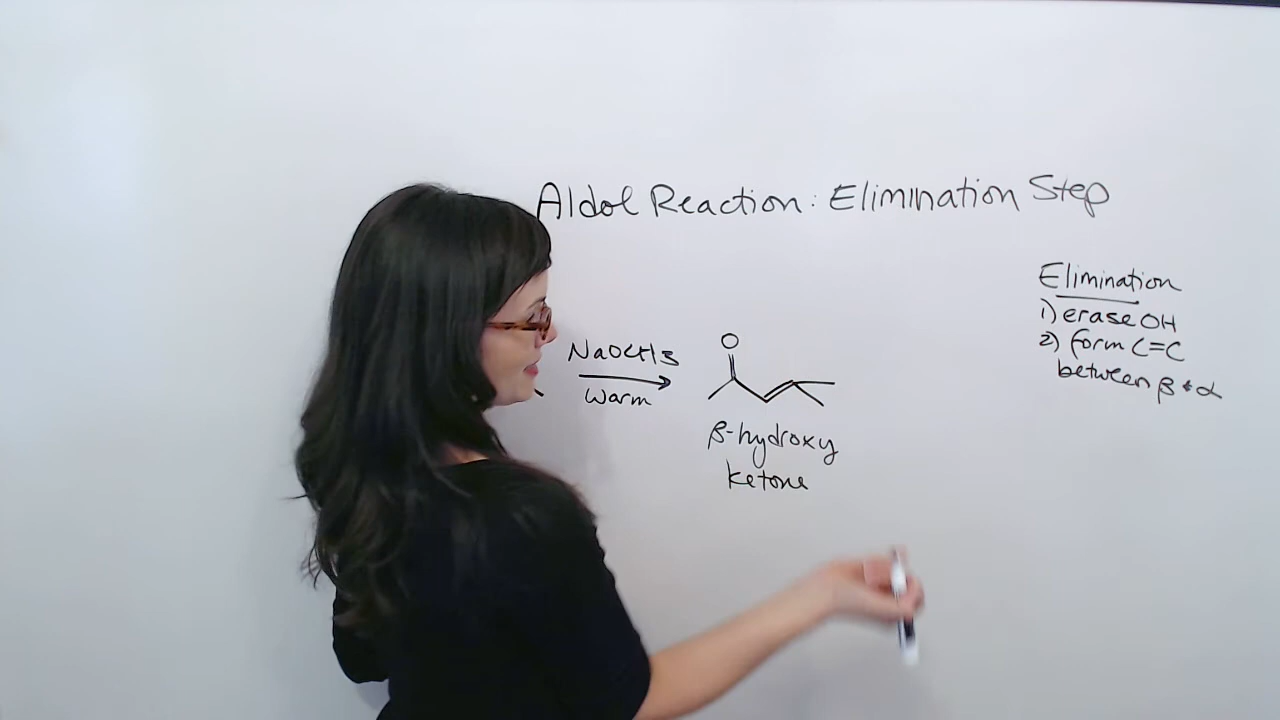 Aldol Reaction: Elimination Step
Elimination
1) erase OH
2) form C=C
between β & α
NaOCH3
warm
O
β-hydroxy
ketone